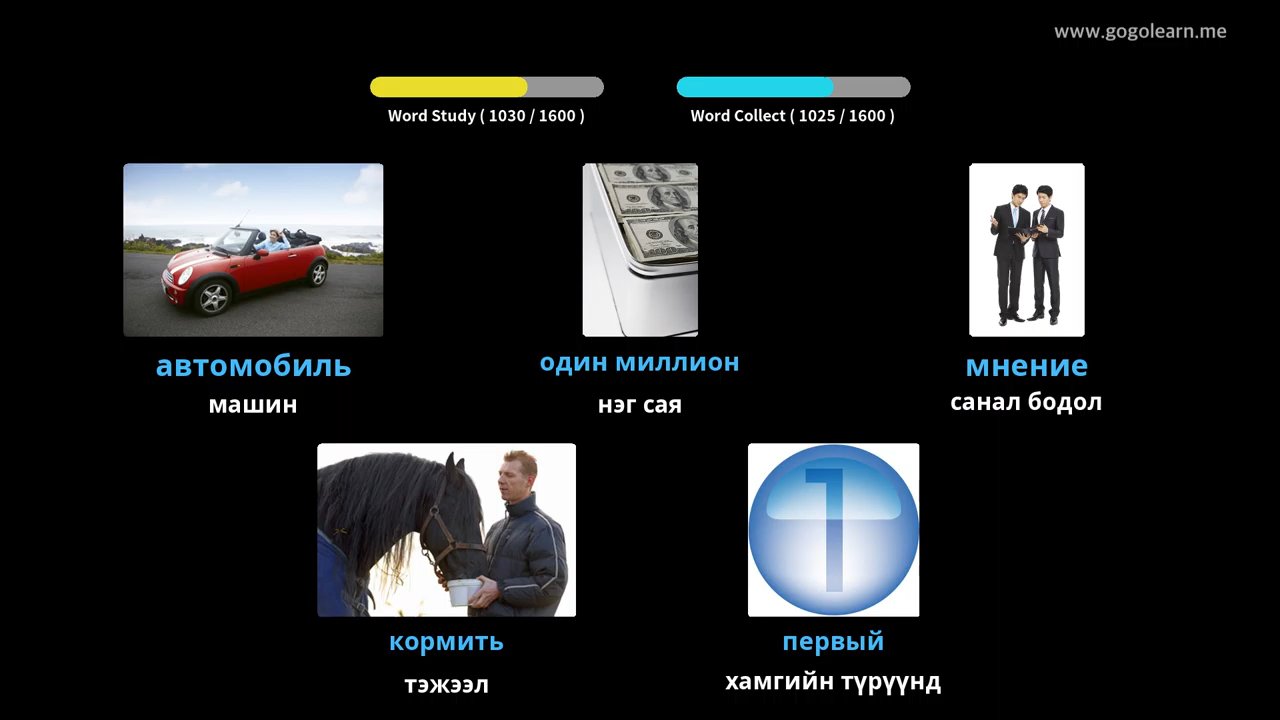 www.gogolearn.me
Word Study ( 1030 / 1600 )
Word Collect ( 1025 / 1600 )
автомобиль
машин
один миллион
нэг сая
мнение
санал бодол
кормить
тэжээл
первый
хамгийн түрүүнд